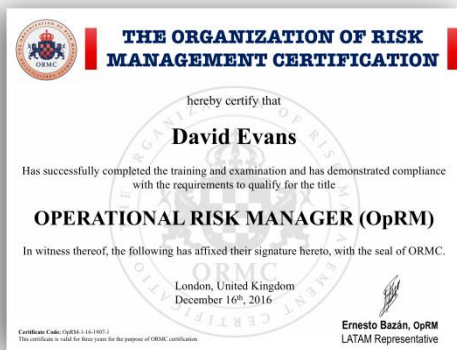 THE ORGANIZATION OF RISK
MANAGEMENT CERTIFICATION
ORMC
hereby certify that
David Evans
Has successfully completed the training and examination and has demonstrated compliance
with the requirements to qualify for the title
OPERATIONAL RISK MANAGER (OpRM)
In witness thereof, the following has affixed their signature hereto, with the seal of ORMC.
ORMC
London, United Kingdom
December 16th, 2016
Ernesto Bazán, OpRM
LATAM Representative
Certificate Code: OpRM-1-16-1907-1
This certificate is valid for three years for the purpose of ORMC certification